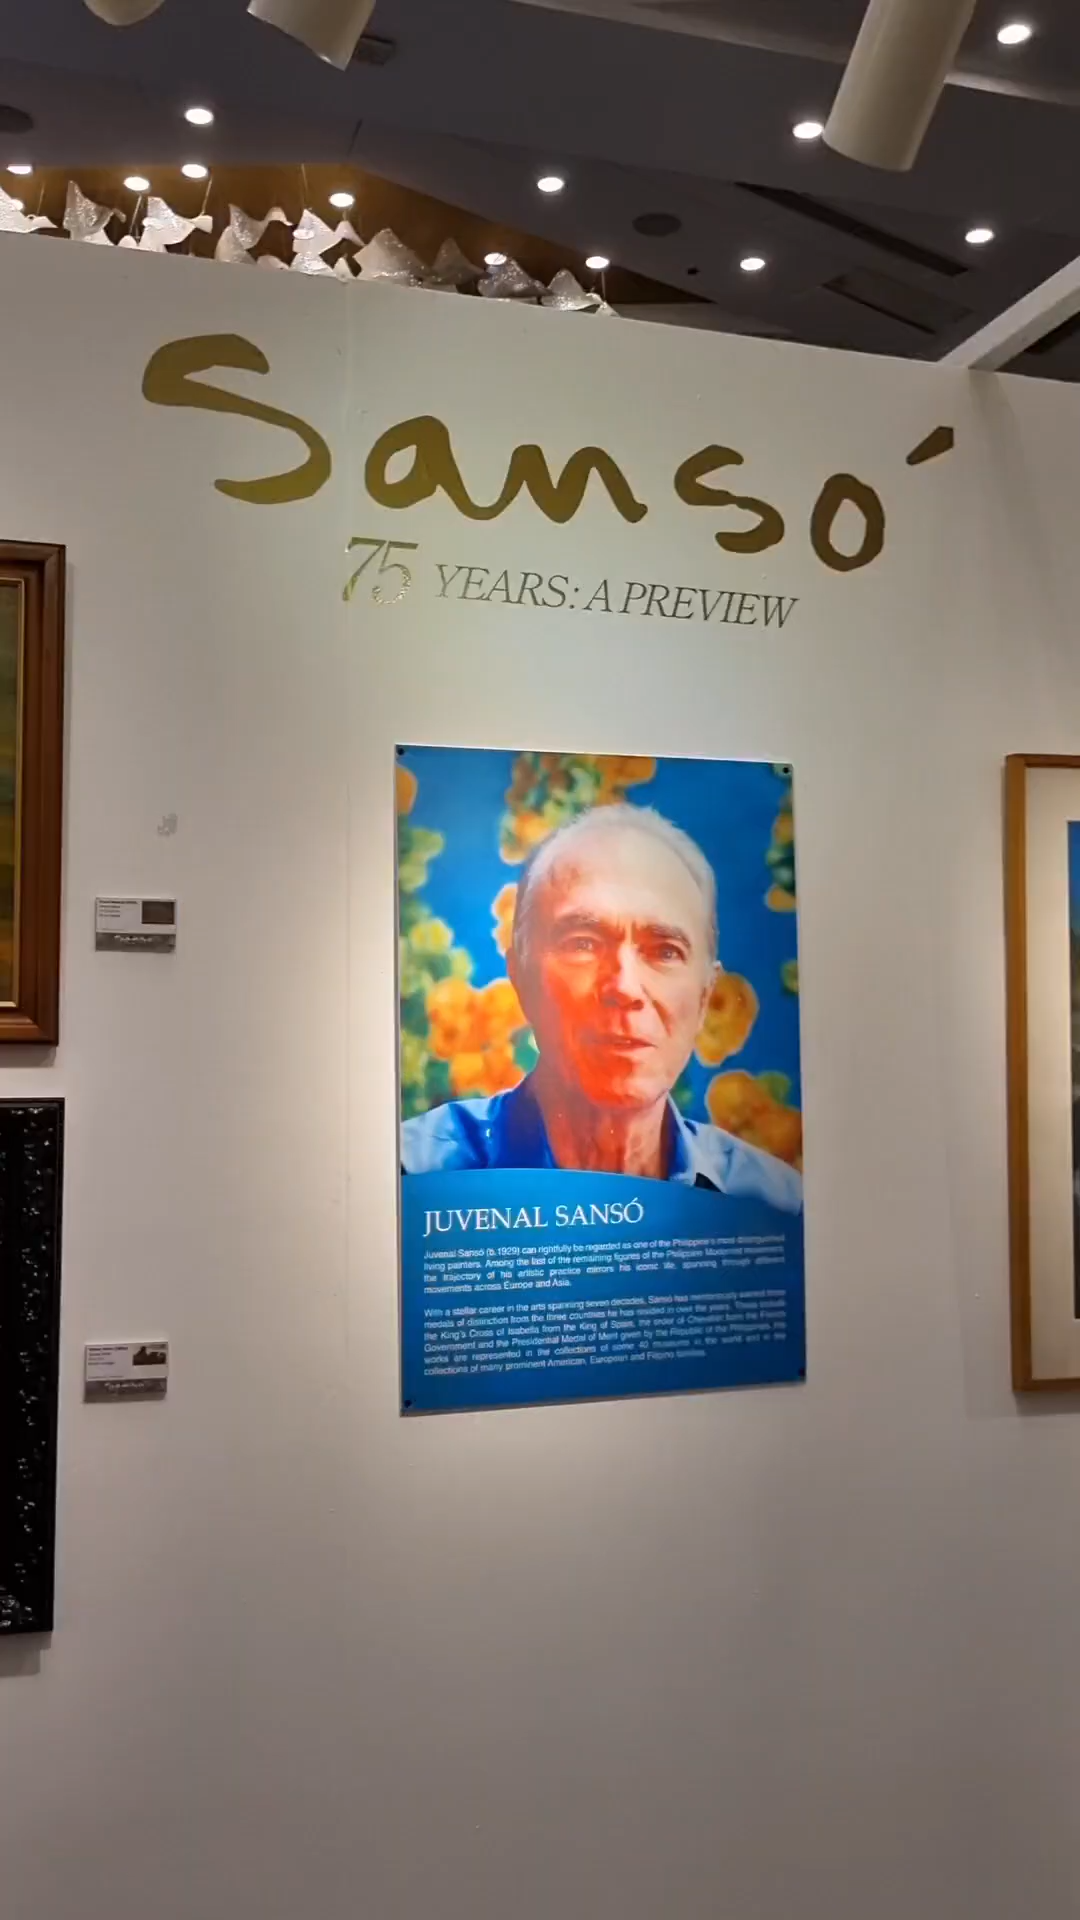 Sansó
75 YEARS: A PREVIEW
JUVENAL SANSÓ
Juvenal Sansó (b.1929) can rightfully be regarded as one of the Philippine's most distinguished
living painters. Among the last of the remaining figures of the Philippine Modernist movement,
the trajectory of his artistic practice mirrors his iconic life, spanning through different
movements across Europe and Asia.
With a stellar career in the arts spanning seven decades, Sansó has meritoriously earned three
medals of distinction from the three countries he has resided in over the years. These include
the King's Cross of Isabella from the King of Spain, the order of Chevalier from the French
Government and the Presidential Medal of Merit given by the Republic of the Philippines. His
works are represented in the collections of some 40 museums in the world and in the
collections of many prominent American, European and Filipino families.